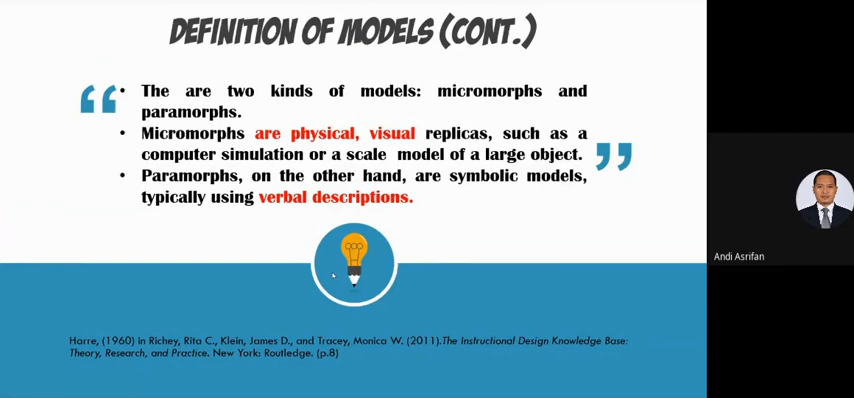 DEFINITION OF MODELS (CONT.)
“
• The are two kinds of models: micromorphs and
paramorphs.
• Micromorphs are physical, visual replicas, such as a
computer simulation or a scale model of a large object.
”
• Paramorphs, on the other hand, are symbolic models,
typically using verbal descriptions.
Andi Asrifan
Harre, (1960) in Richey, Rita C., Klein, James D., and Tracey, Monica W. (2011).The Instructional Design Knowledge Base:
Theory, Research, and Practice. New York: Routledge. (p.8)